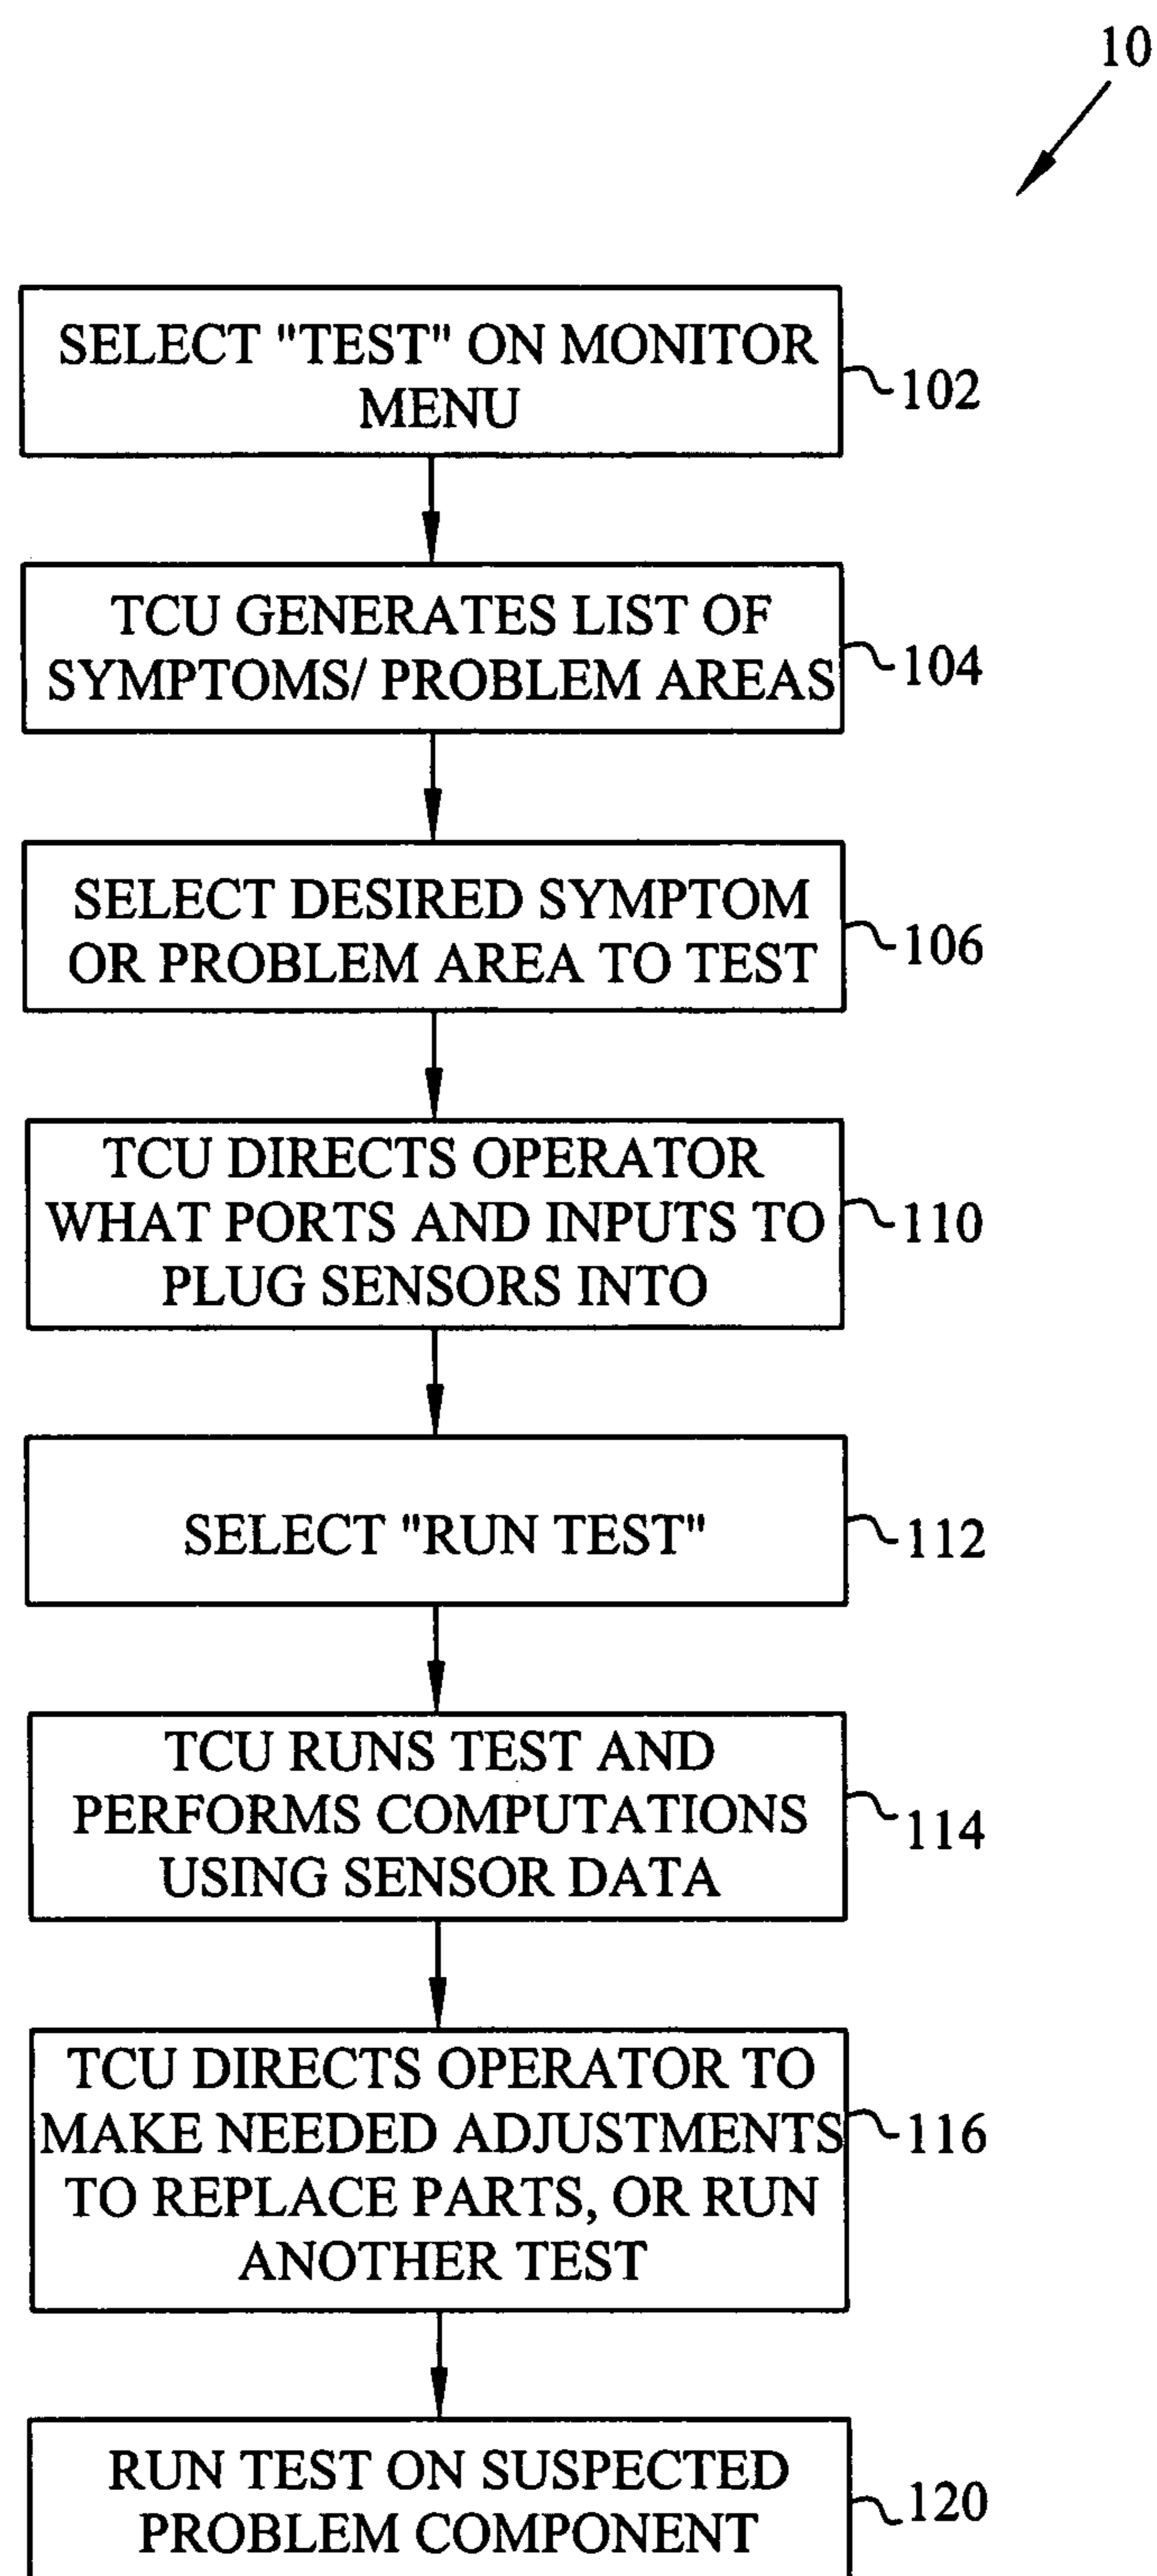 10
SELECT "TEST" ON MONITOR
MENU
102
TCU GENERATES LIST OF
SYMPTOMS/ PROBLEM AREAS
104
SELECT DESIRED SYMPTOM
OR PROBLEM AREA TO TEST
106
TCU DIRECTS OPERATOR
WHAT PORTS AND INPUTS TO
PLUG SENSORS INTO
110
SELECT "RUN TEST"
112
TCU RUNS TEST AND
PERFORMS COMPUTATIONS
USING SENSOR DATA
114
TCU DIRECTS OPERATOR TO
MAKE NEEDED ADJUSTMENTS
TO REPLACE PARTS, OR RUN
ANOTHER TEST
116
RUN TEST ON SUSPECTED
PROBLEM COMPONENT
120